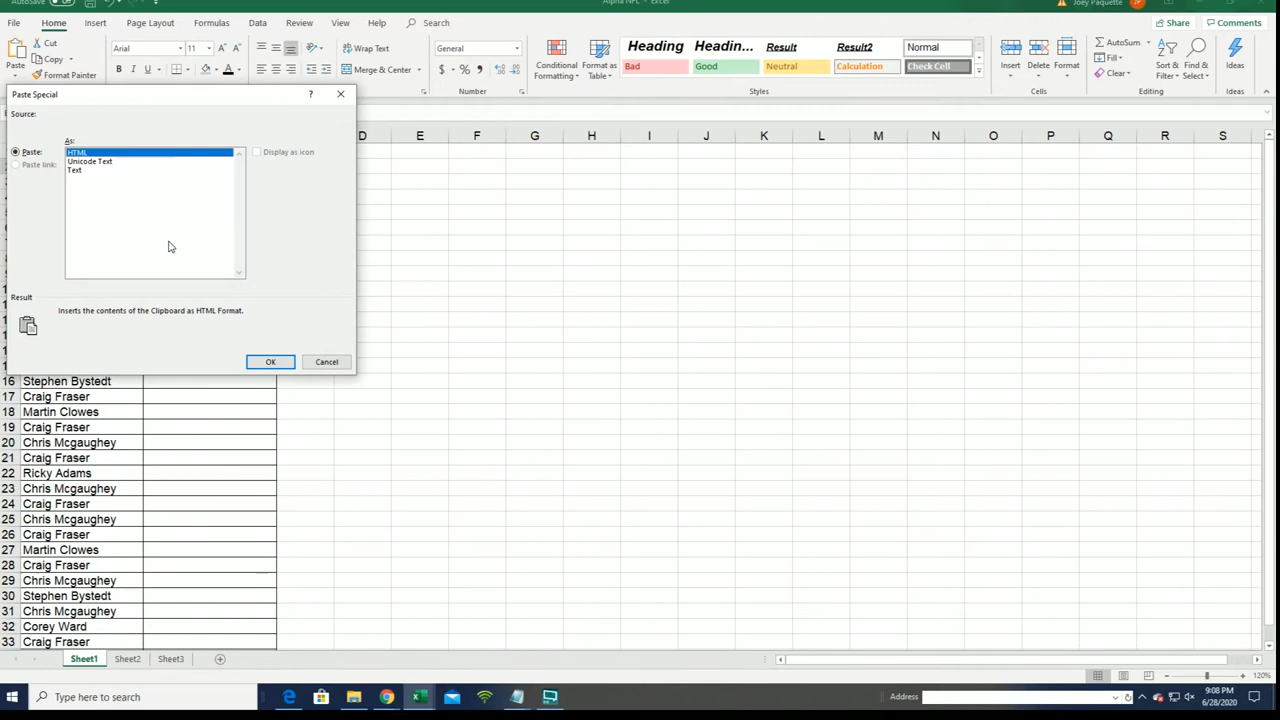 AutoSave Off Alpha NFL - Excel Joey Paquette JP
File Home Insert Page Layout Formulas Data Review View Help Search Share Comments
Paste Cut Copy Format Painter
Arial 11 A A
B I U A
Wrap Text
Merge & Center
General
$ % 9
Number
Conditional Formatting
Format as Table
Heading Headin... Result Result2 Normal
Bad Good Neutral Calculation Check Cell
Styles
Insert Delete Format
Cells
AutoSum
Fill
Clear
Sort & Filter
Find & Select
Editing
Ideas
Ideas
Paste Special ?
Source:
As:
Paste:
Paste link:
HTML
Unicode Text
Text
Display as icon
Result
Inserts the contents of the Clipboard as HTML Format.
OK Cancel
D E F G H I J K L M N O P Q R S
16 Stephen Bystedt
17 Craig Fraser
18 Martin Clowes
19 Craig Fraser
20 Chris Mcgaughey
21 Craig Fraser
22 Ricky Adams
23 Chris Mcgaughey
24 Craig Fraser
25 Chris Mcgaughey
26 Craig Fraser
27 Martin Clowes
28 Craig Fraser
29 Chris Mcgaughey
30 Stephen Bystedt
31 Chris Mcgaughey
32 Corey Ward
33 Craig Fraser
Sheet1 Sheet2 Sheet3
120%
Type here to search
Address
9:08 PM
6/28/2020